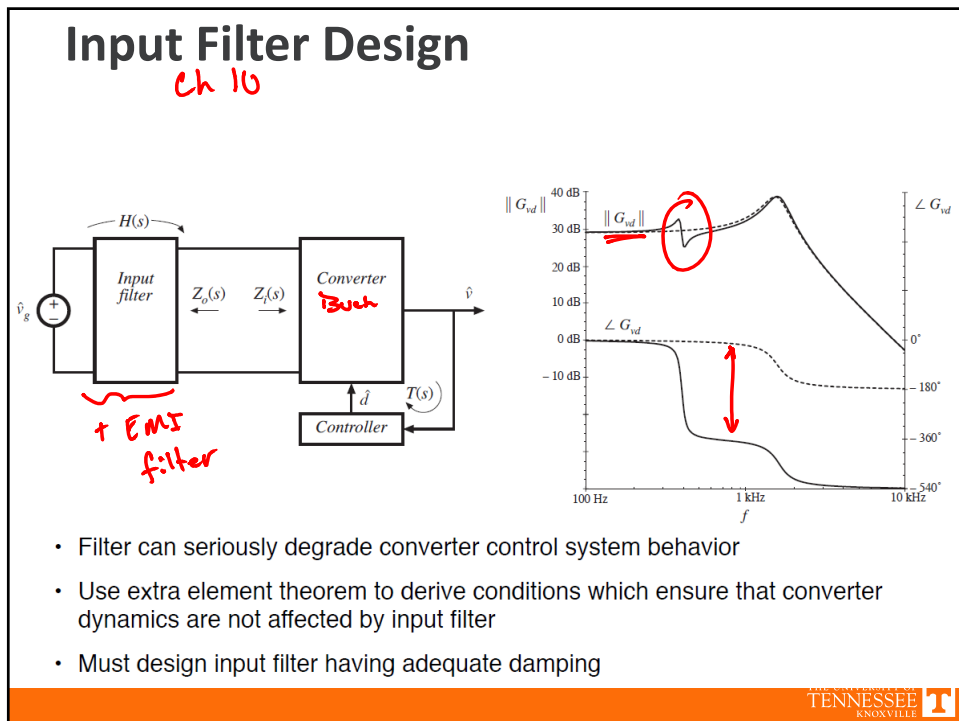 Input Filter Design
Ch 10
H(s)
Input
filter
Z_o(s)
Z_i(s)
Converter
Buck
v̂_g
+
−
v̂
d̂
T(s)
Controller
+ EMI
filter
|| G_vd ||
40 dB
30 dB
20 dB
10 dB
0 dB
− 10 dB
|| G_vd ||
∠ G_vd
∠ G_vd
0°
− 180°
− 360°
− 540°
100 Hz
1 kHz
10 kHz
f
• Filter can seriously degrade converter control system behavior
• Use extra element theorem to derive conditions which ensure that converter
dynamics are not affected by input filter
• Must design input filter having adequate damping
THE UNIVERSITY OF
TENNESSEE
KNOXVILLE
T